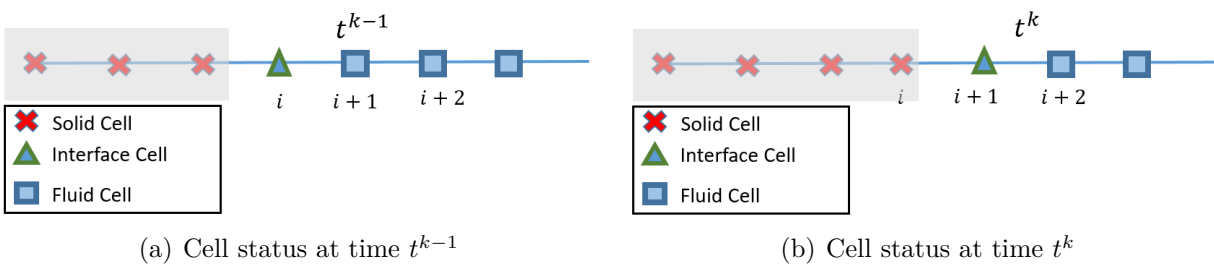 t^{k−1}
i
i + 1
i + 2
Solid Cell
Interface Cell
Fluid Cell
(a) Cell status at time t^{k−1}
t^k
i
i + 1
i + 2
Solid Cell
Interface Cell
Fluid Cell
(b) Cell status at time t^k